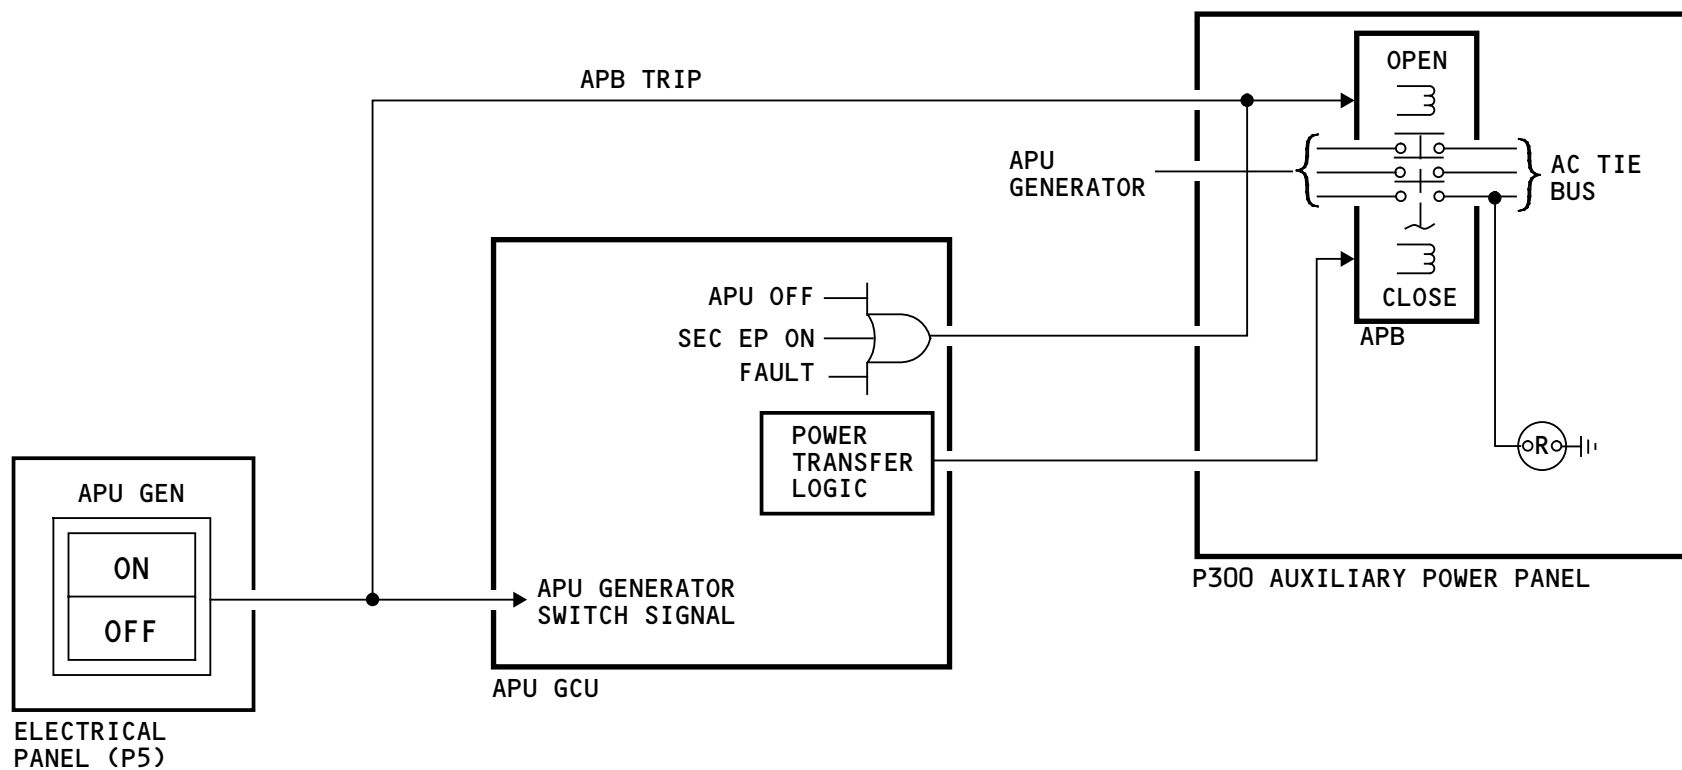 OPEN
APB TRIP
APU
GENERATOR
AC TIE
BUS
CLOSE
APB
APU OFF
SEC EP ON
FAULT
POWER
TRANSFER
LOGIC
R
APU GEN
ON
OFF
APU GENERATOR
SWITCH SIGNAL
P300 AUXILIARY POWER PANEL
APU GCU
ELECTRICAL
PANEL (P5)